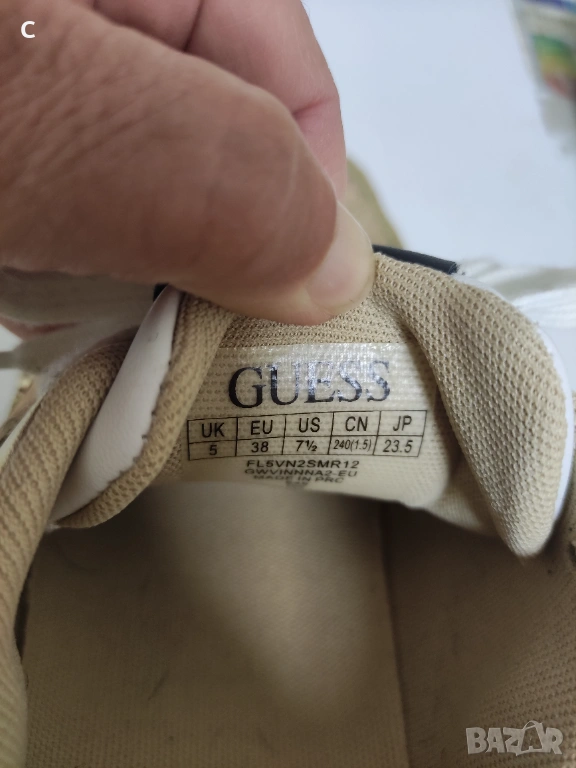 C
GUESS
UK EU US CN JP
5 38 7½ 240(1.5) 23.5
FL5VN2SMR12
GWVINNNA2-EU
MADE IN PRC
BAZAR